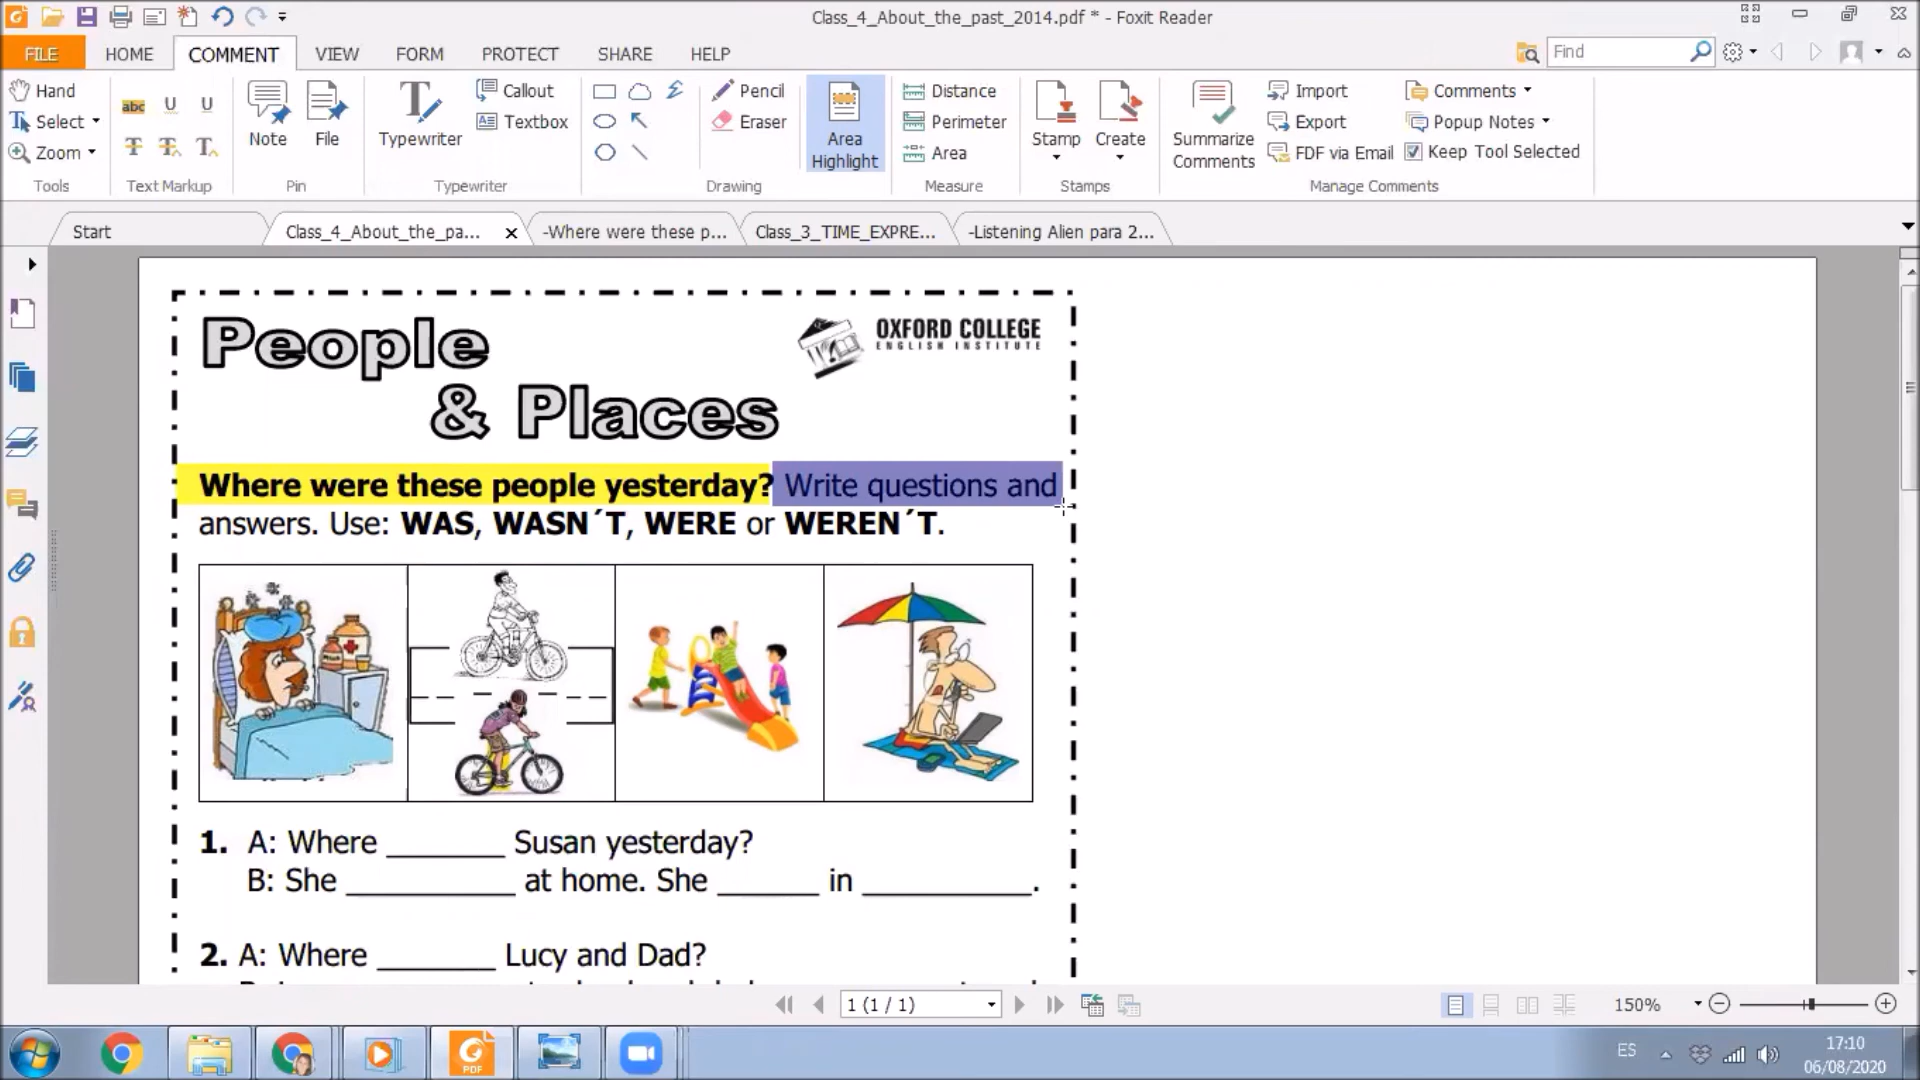 Class_4_About_the_past_2014.pdf * - Foxit Reader
FILE HOME COMMENT VIEW FORM PROTECT SHARE HELP
Find
Hand
Select
Zoom
Tools
abc U U
T T T
Text Markup
Note
File
Pin
Typewriter
Callout
Textbox
Typewriter
Pencil
Eraser
Drawing
Area
Highlight
Distance
Perimeter
Area
Measure
Stamp
Create
Stamps
Summarize
Comments
Import
Export
FDF via Email
Comments
Popup Notes
Keep Tool Selected
Manage Comments
Start
Class_4_About_the_pa...
-Where were these p...
Class_3_TIME_EXPRE...
-Listening Alien para 2...
People
& Places
OXFORD COLLEGE
ENGLISH INSTITUTE
Where were these people yesterday? Write questions and
answers. Use: WAS, WASN´T, WERE or WEREN´T.
1. A: Where _______ Susan yesterday?
B: She __________ at home. She ______ in __________.
2. A: Where _______ Lucy and Dad?
1 (1 / 1)
150%
PDF
ES
17:10
06/08/2020